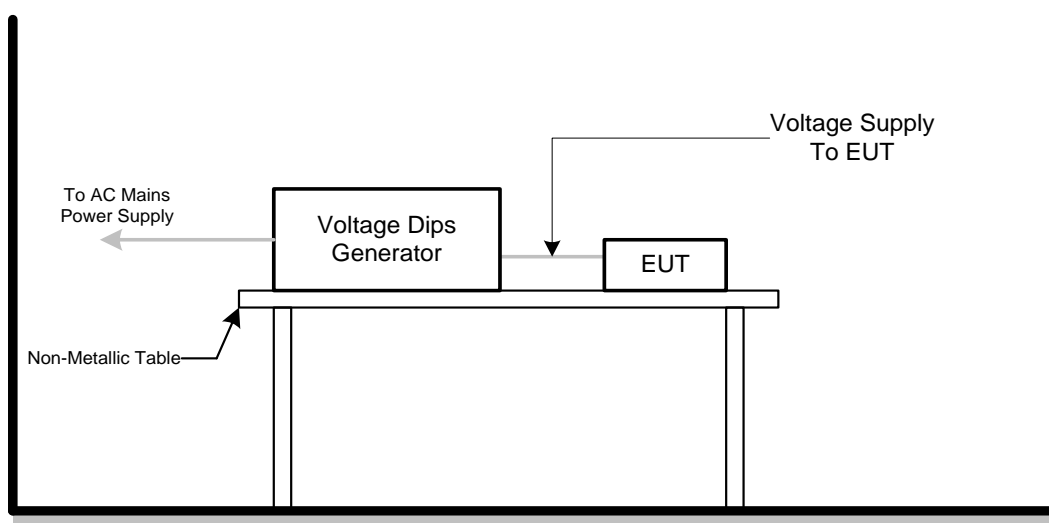 Voltage Supply
To EUT
To AC Mains
Power Supply
Voltage Dips
Generator
EUT
Non-Metallic Table